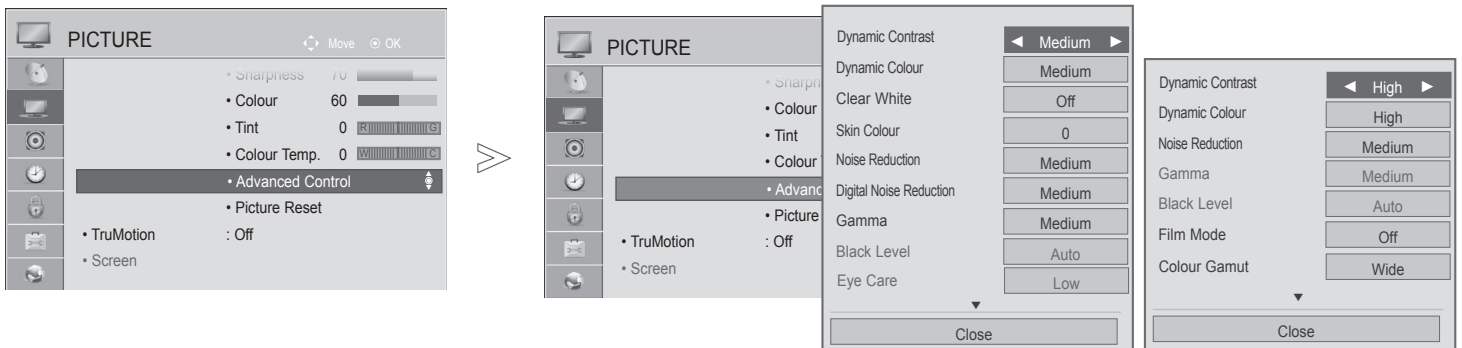 PICTURE Move OK
• Sharpness 70
• Colour 60
• Tint 0 R G
• Colour Temp. 0 W C
• Advanced Control
• Picture Reset
• TruMotion : Off
• Screen
PICTURE
• Sharpn
• Colour
• Tint
• Colour
• Advanc
• Picture
• TruMotion : Off
• Screen
Dynamic Contrast ◀ Medium ▶
Dynamic Colour Medium
Clear White Off
Skin Colour 0
Noise Reduction Medium
Digital Noise Reduction Medium
Gamma Medium
Black Level Auto
Eye Care Low
▼
Close
Dynamic Contrast ◀ High ▶
Dynamic Colour High
Noise Reduction Medium
Gamma Medium
Black Level Auto
Film Mode Off
Colour Gamut Wide
▼
Close